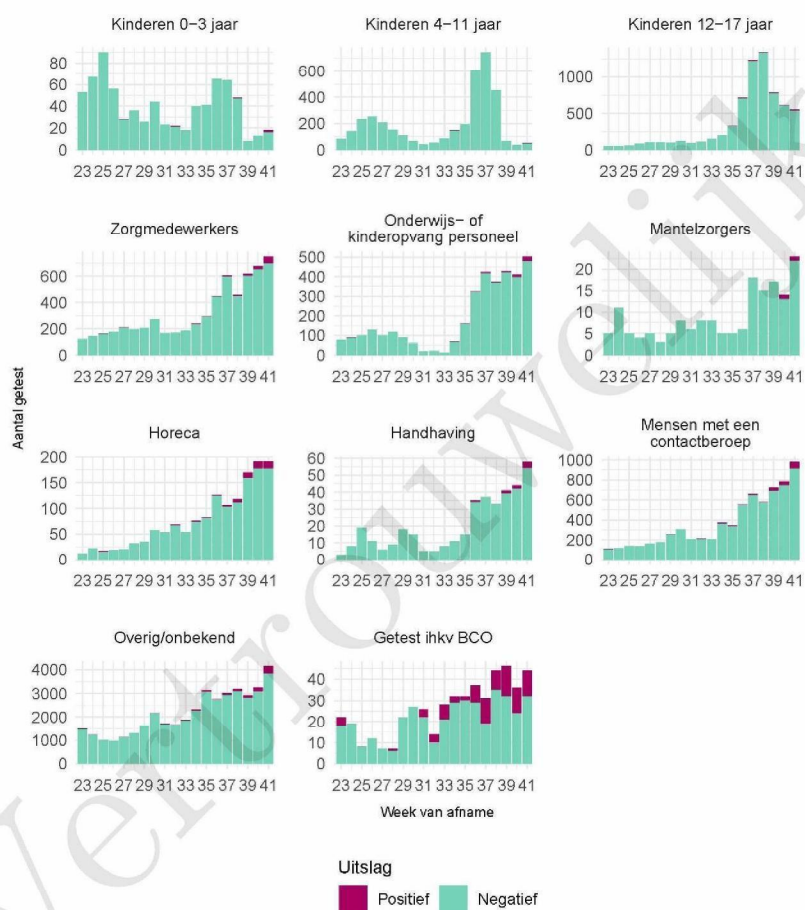 Kinderen 0−3 jaar
Kinderen 4−11 jaar
Kinderen 12−17 jaar
80
60
40
20
0
23 25 27 29 31 33 35 37 39 41
600
400
200
0
23 25 27 29 31 33 35 37 39 41
1000
500
0
23 25 27 29 31 33 35 37 39 41
Zorgmedewerkers
Onderwijs− of
kinderopvang personeel
Mantelzorgers
600
400
200
0
23 25 27 29 31 33 35 37 39 41
500
400
300
200
100
0
23 25 27 29 31 33 35 37 39 41
20
15
10
5
0
23 25 27 29 31 33 35 37 39 41
Aantal getest
Horeca
Handhaving
Mensen met een
contactberoep
200
150
100
50
0
23 25 27 29 31 33 35 37 39 41
60
50
40
30
20
10
0
23 25 27 29 31 33 35 37 39 41
1000
800
600
400
200
0
23 25 27 29 31 33 35 37 39 41
Overig/onbekend
Getest ihkv BCO
4000
3000
2000
1000
0
23 25 27 29 31 33 35 37 39 41
40
30
20
10
0
23 25 27 29 31 33 35 37 39 41
Week van afname
Uitslag
Positief
Negatief
Vertrouwelijk